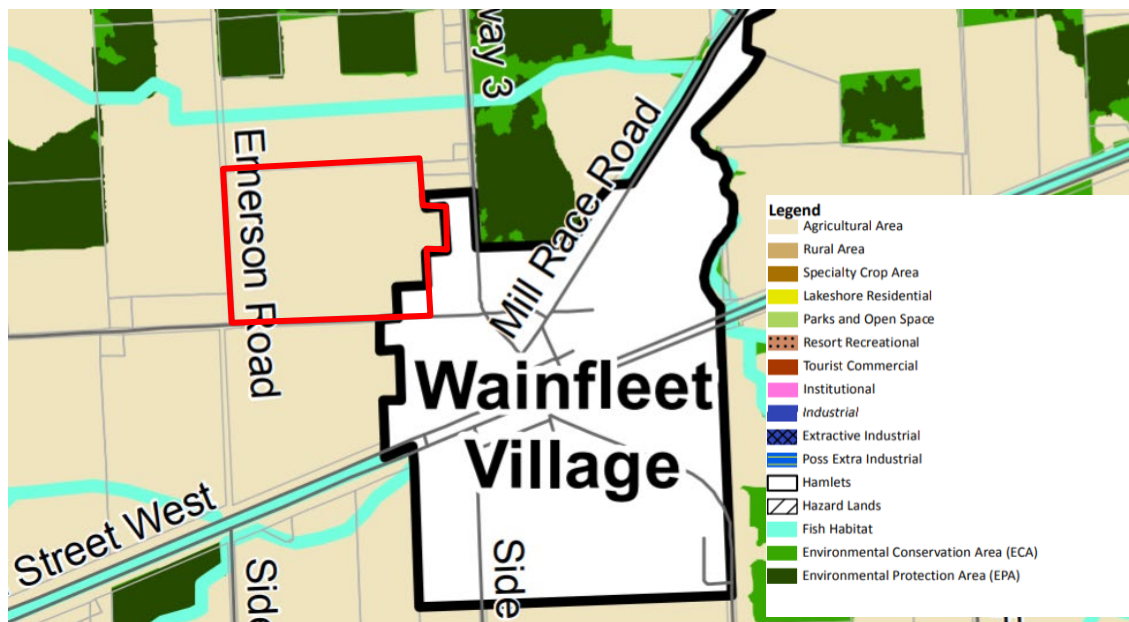 way 3
Emerson Road
Mill Race Road
Wainfleet
Village
Street West
Side
Side
Legend
Agricultural Area
Rural Area
Specialty Crop Area
Lakeshore Residential
Parks and Open Space
Resort Recreational
Tourist Commercial
Institutional
Industrial
Extractive Industrial
Poss Extra Industrial
Hamlets
Hazard Lands
Fish Habitat
Environmental Conservation Area (ECA)
Environmental Protection Area (EPA)